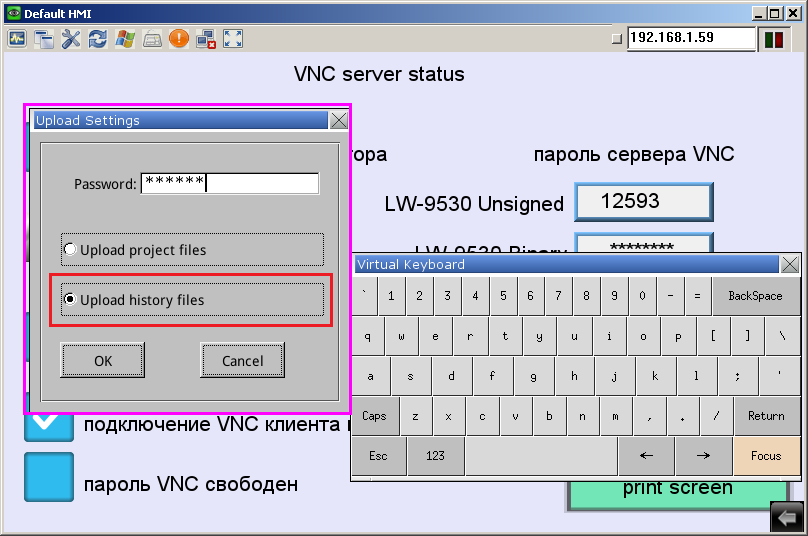 Default HMI
192.168.1.59
VNC server status
Upload Settings
Password: ******
Upload project files
Upload history files
OK Cancel
пароль сервера VNC
LW-9530 Unsigned 12593
LW-9530 Binary ********
Virtual Keyboard
` 1 2 3 4 5 6 7 8 9 0 - = BackSpace
q w e r t y u i o p [ ] \
a s d f g h j k l ; '
Caps z x c v b n m , . / Return
Esc 123 ← → Focus
подключение VNC клиента
пароль VNC свободен
print screen